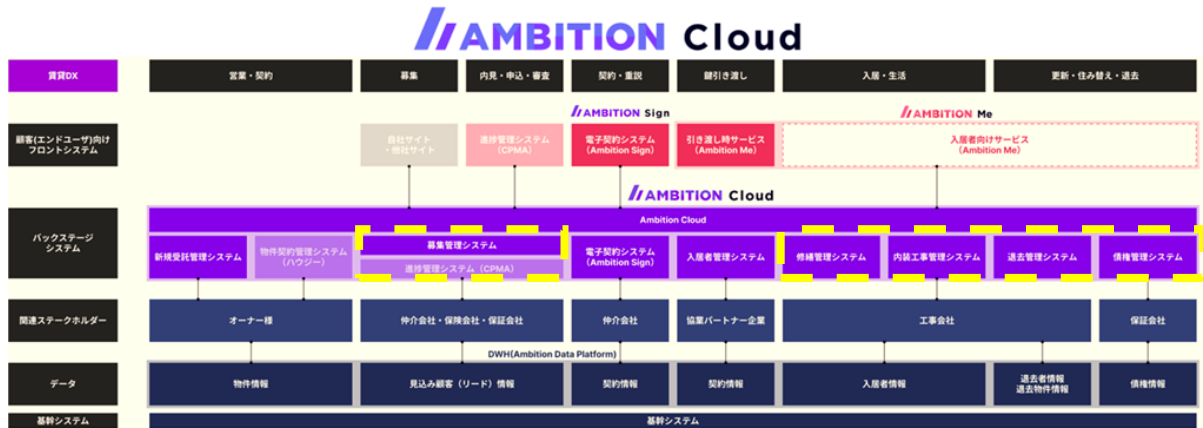 AMBITION Cloud
賃貸DX
営業・契約
募集
内見・申込・審査
契約・重説
鍵引き渡し
入居・生活
更新・住み替え・退去
AMBITION Sign
AMBITION Me
顧客(エンドユーザ)向け
フロントシステム
自社サイト
・他社サイト
進捗管理システム
(CPMA)
電子契約システム
(Ambition Sign)
引き渡し時サービス
(Ambition Me)
入居者向けサービス
(Ambition Me)
AMBITION Cloud
バックステージ
システム
Ambition Cloud
新規受託管理システム
物件契約管理システム
(ハウジー)
募集管理システム
進捗管理システム(CPMA)
電子契約システム
(Ambition Sign)
入居者管理システム
修繕管理システム
内装工事管理システム
退去管理システム
債権管理システム
関連ステークホルダー
オーナー様
仲介会社・保険会社・保証会社
仲介会社
協業パートナー企業
工事会社
保証会社
DWH(Ambition Data Platform)
データ
物件情報
見込み顧客(リード)情報
契約情報
契約情報
入居者情報
退去者情報
退去物件情報
債権情報
基幹システム
基幹システム